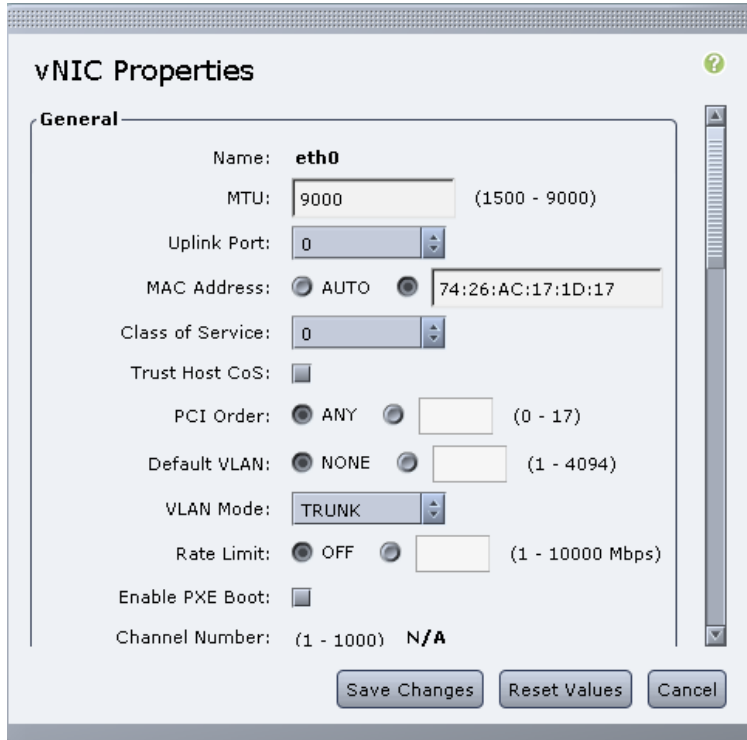 vNIC Properties
General
Name: eth0
MTU: 9000 (1500 - 9000)
Uplink Port: 0
MAC Address: AUTO 74:26:AC:17:1D:17
Class of Service: 0
Trust Host CoS:
PCI Order: ANY (0 - 17)
Default VLAN: NONE (1 - 4094)
VLAN Mode: TRUNK
Rate Limit: OFF (1 - 10000 Mbps)
Enable PXE Boot:
Channel Number: (1 - 1000) N/A
Save Changes Reset Values Cancel